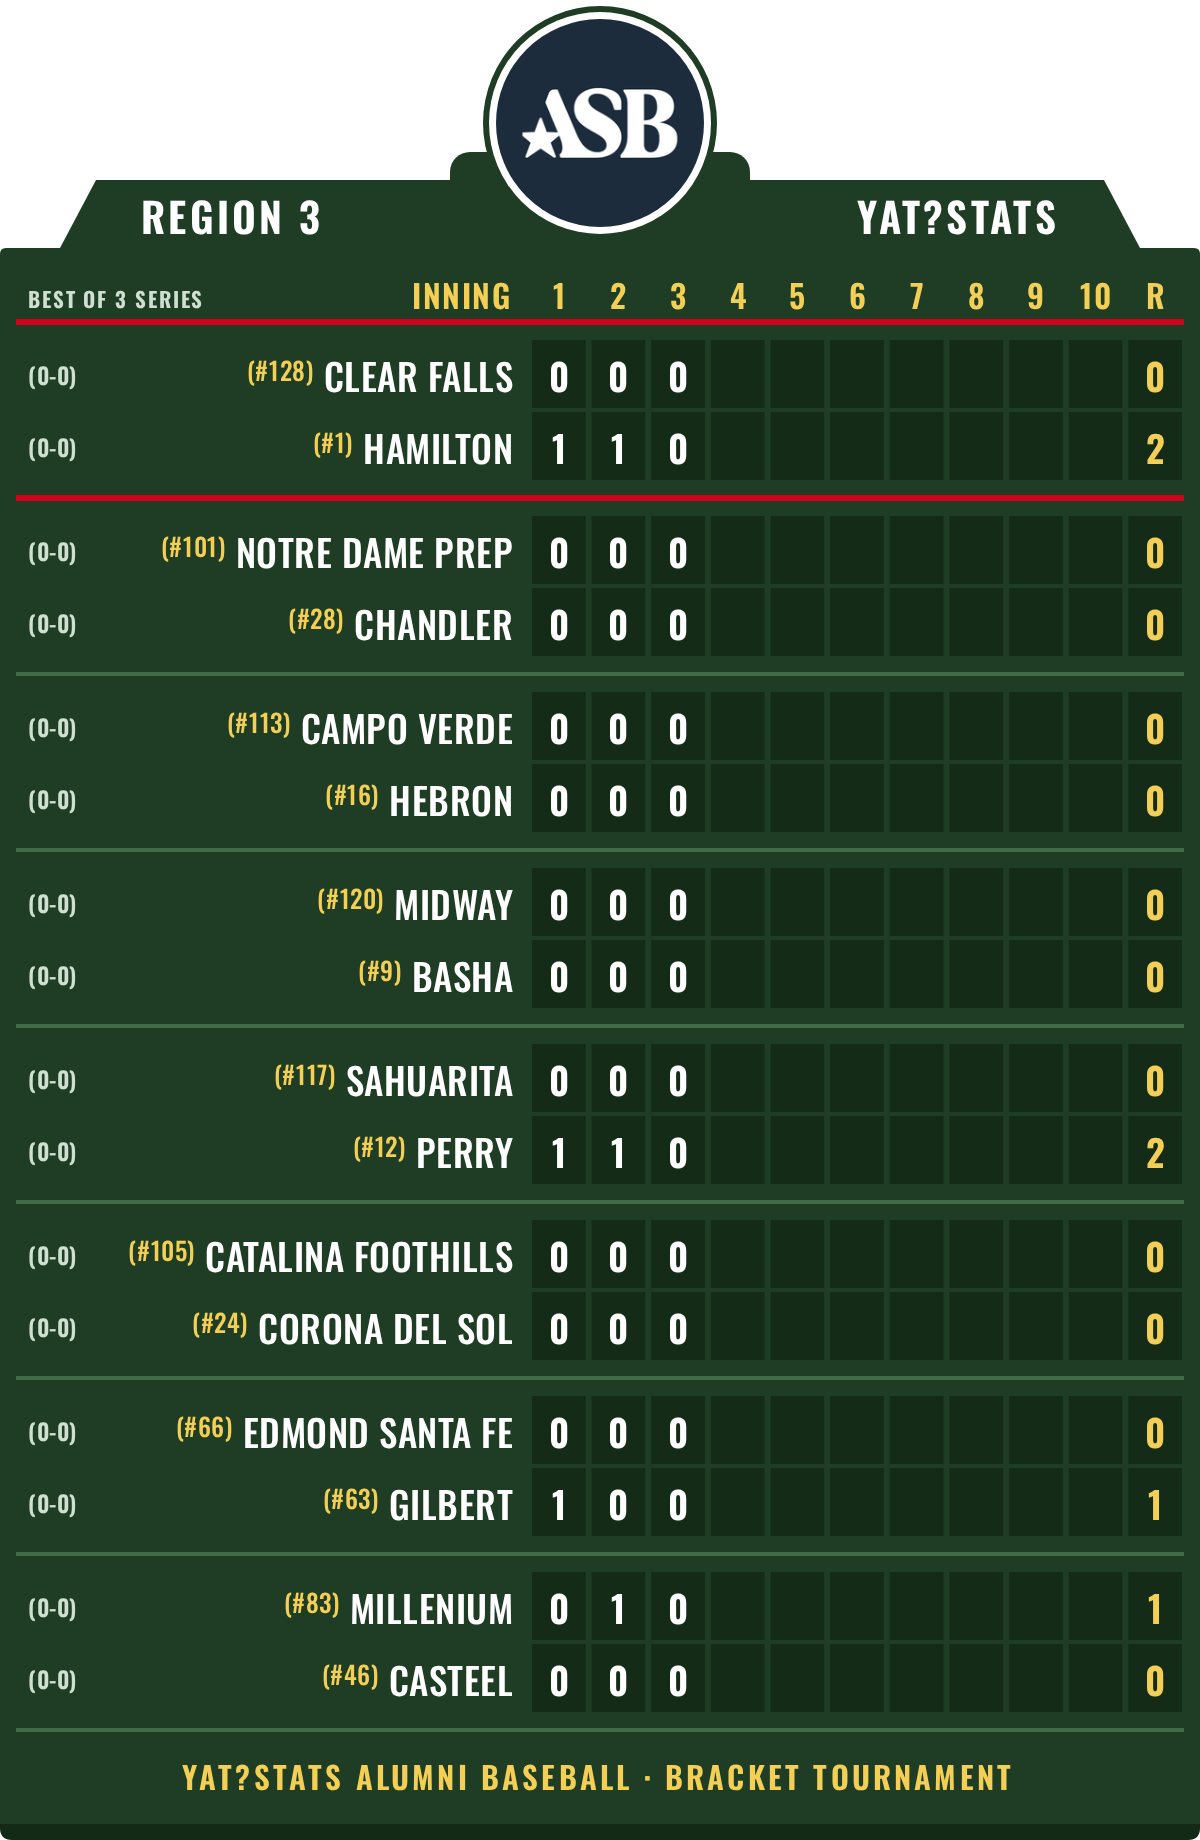 ASB
REGION 3 YAT?STATS
BEST OF 3 SERIES INNING 1 2 3 4 5 6 7 8 9 10 R
(0-0) (#128) CLEAR FALLS 0 0 0 0
(0-0) (#1) HAMILTON 1 1 0 2
(0-0) (#101) NOTRE DAME PREP 0 0 0 0
(0-0) (#28) CHANDLER 0 0 0 0
(0-0) (#113) CAMPO VERDE 0 0 0 0
(0-0) (#16) HEBRON 0 0 0 0
(0-0) (#120) MIDWAY 0 0 0 0
(0-0) (#9) BASHA 0 0 0 0
(0-0) (#117) SAHUARITA 0 0 0 0
(0-0) (#12) PERRY 1 1 0 2
(0-0) (#105) CATALINA FOOTHILLS 0 0 0 0
(0-0) (#24) CORONA DEL SOL 0 0 0 0
(0-0) (#66) EDMOND SANTA FE 0 0 0 0
(0-0) (#63) GILBERT 1 0 0 1
(0-0) (#83) MILLENIUM 0 1 0 1
(0-0) (#46) CASTEEL 0 0 0 0
YAT?STATS ALUMNI BASEBALL · BRACKET TOURNAMENT